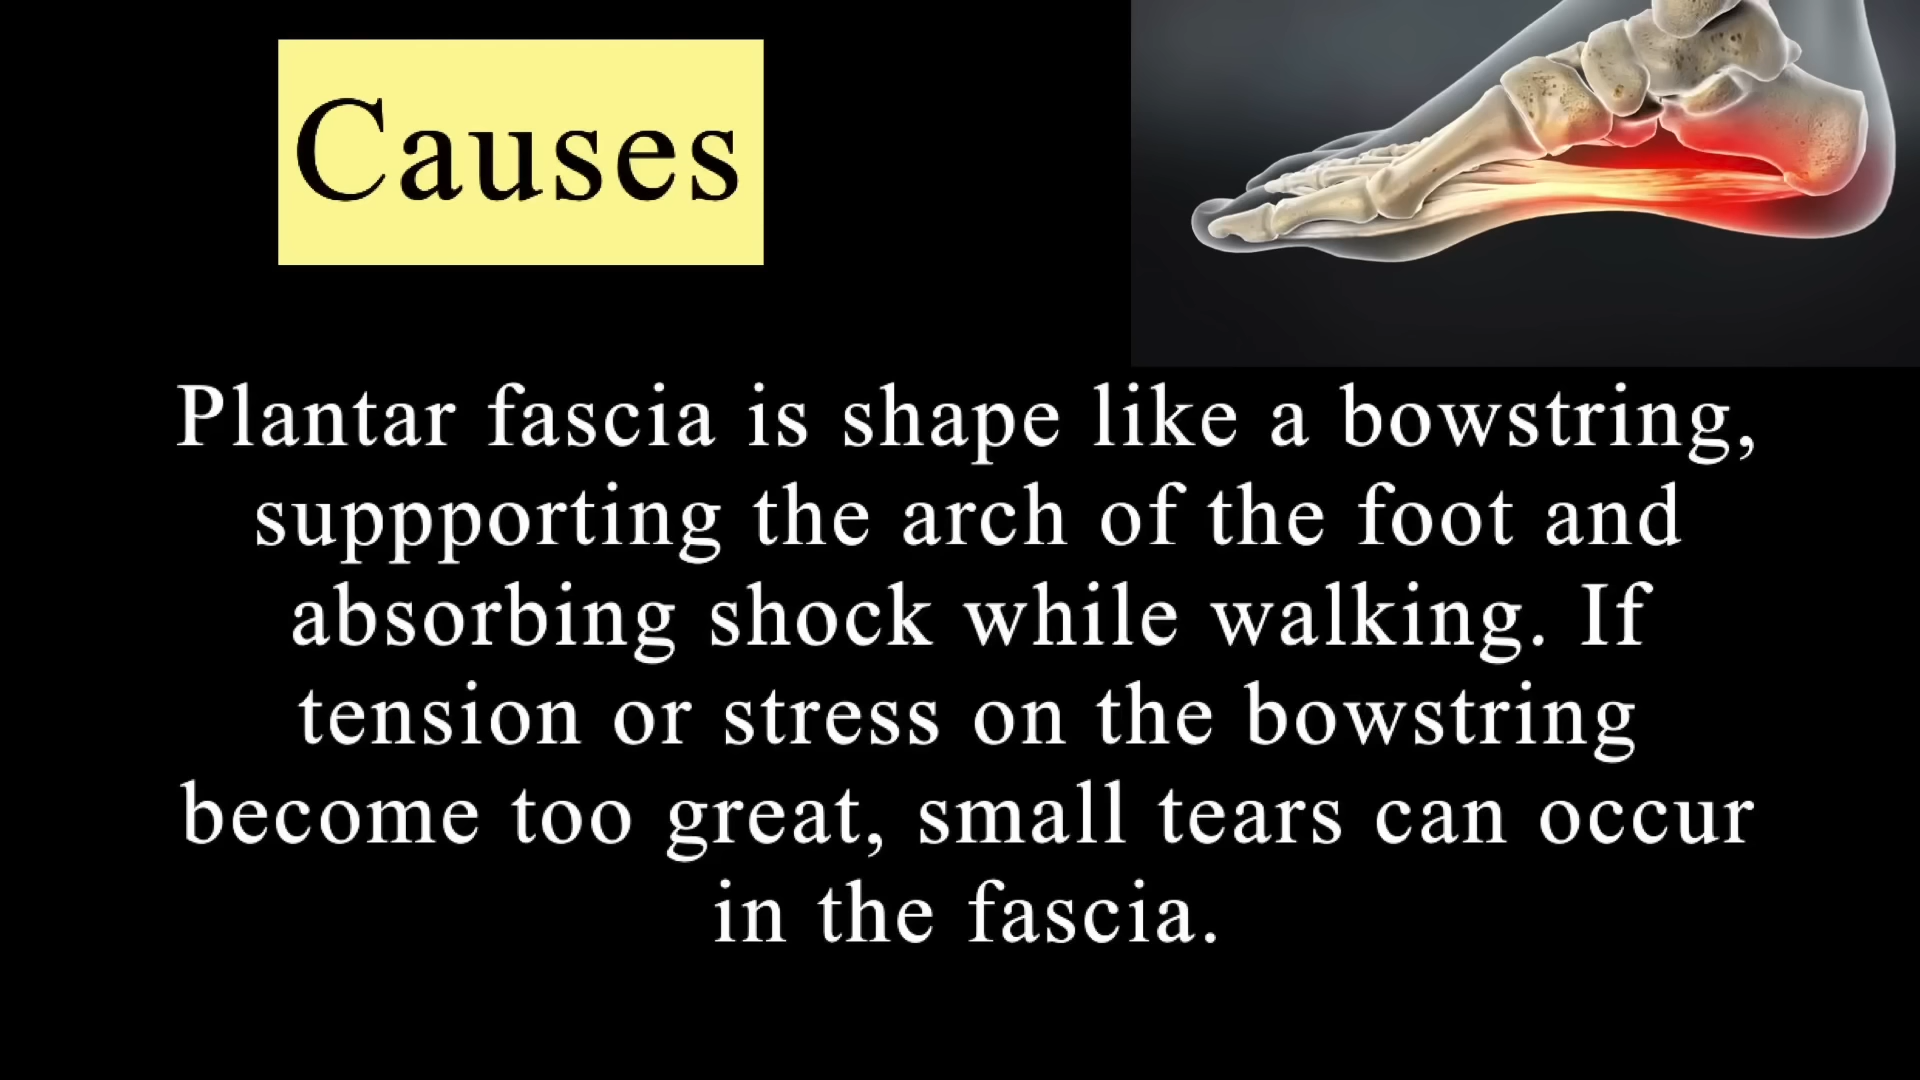 Causes
Plantar fascia is shape like a bowstring,
suppporting the arch of the foot and
absorbing shock while walking. If
tension or stress on the bowstring
become too great, small tears can occur
in the fascia.